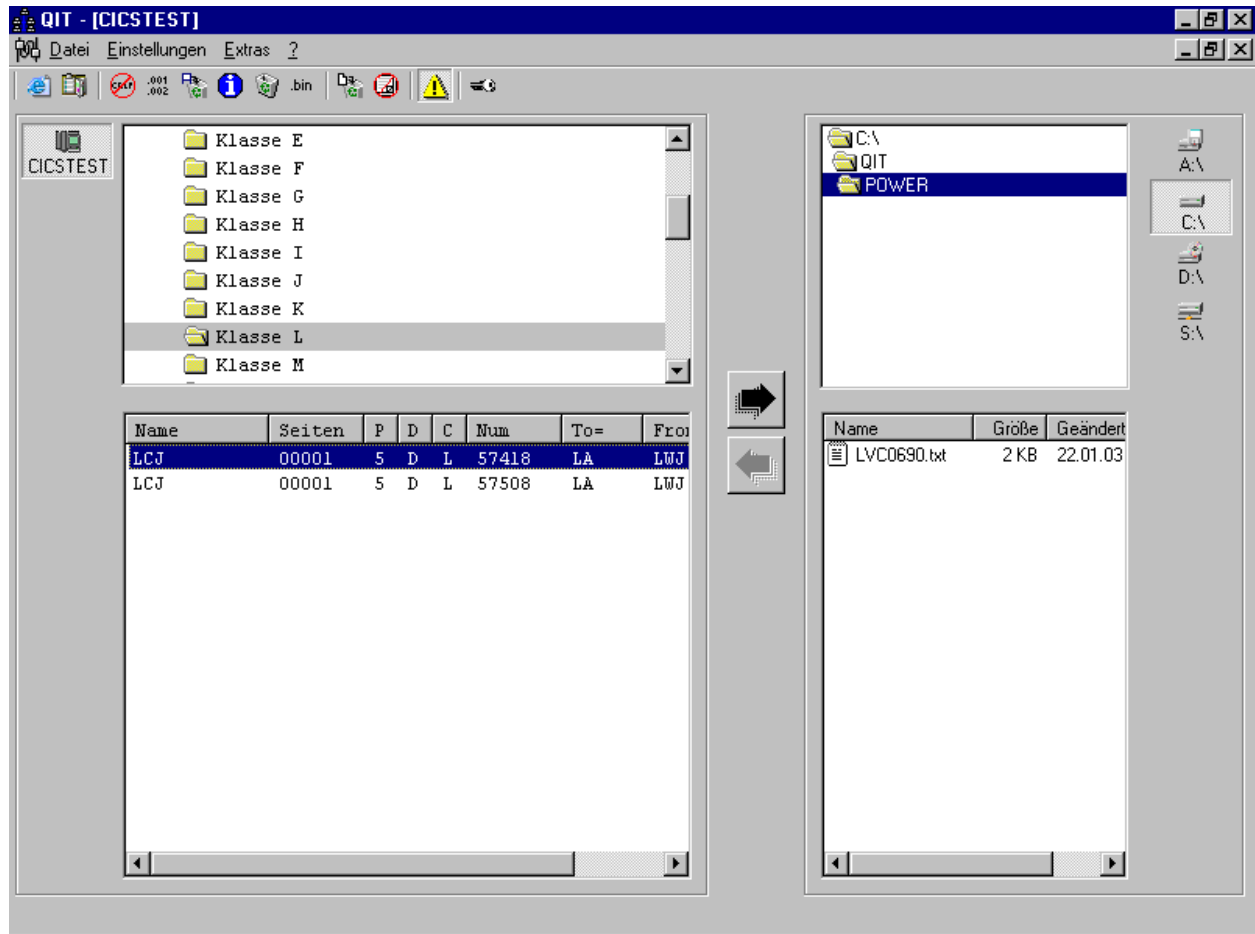 QIT - [CICSTEST]
Datei Einstellungen Extras ?
.001
.002
.bin
CICSTEST
Klasse E
Klasse F
Klasse G
Klasse H
Klasse I
Klasse J
Klasse K
Klasse L
Klasse M
Name Seiten P D C Num To=
LCJ 00001 5 D L 57418 LA LWJ
LCJ 00001 5 D L 57508 LA LWJ
C:\
QIT
POWER
Name Größe Geändert
LVC0690.txt 2 KB 22.01.03
A:\
C:\
D:\
S:\